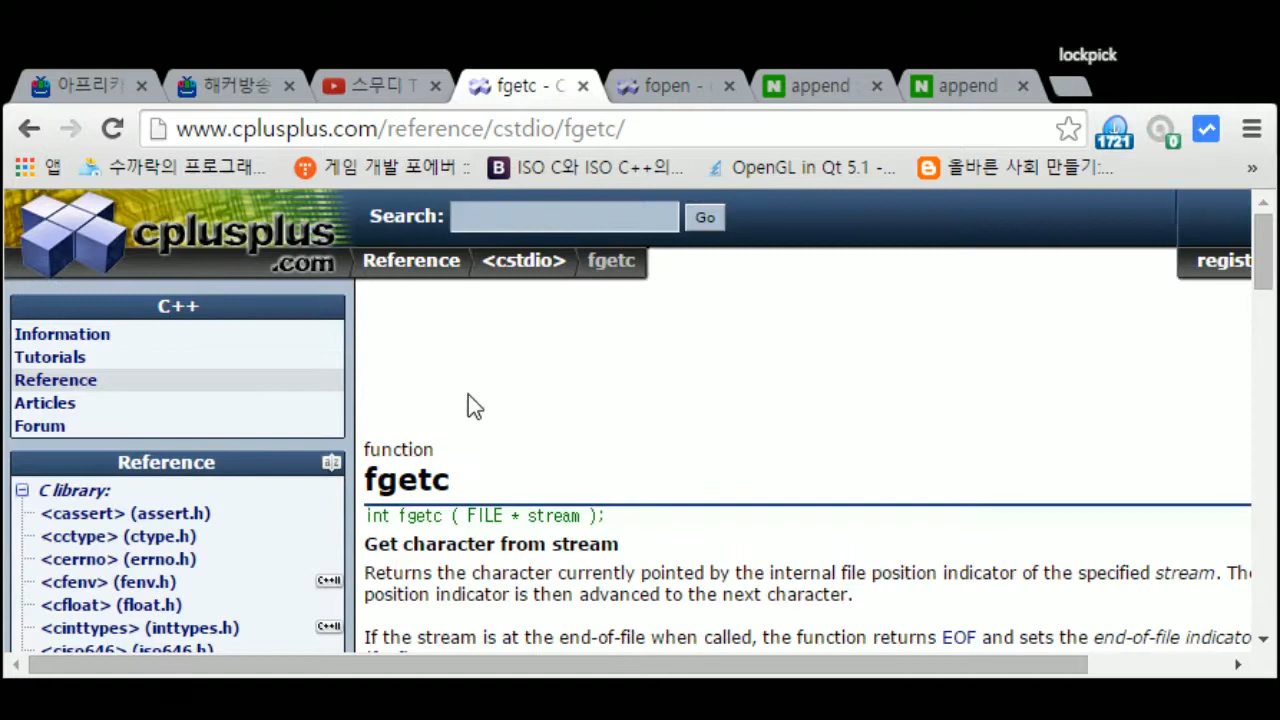 lockpick
아프리카
해커방송
스무디 T
fgetc - C
fopen -
append
append
www.cplusplus.com/reference/cstdio/fgetc/
1721
0
앱
수까락의 프로그래...
게임 개발 포에버 ::
B
ISO C와 ISO C++의...
OpenGL in Qt 5.1 -...
올바른 사회 만들기:...
»
cplusplus
.com
Search:
Go
Reference
<cstdio>
fgetc
regist
C++
Information
Tutorials
Reference
Articles
Forum
Reference
C library:
<cassert> (assert.h)
<cctype> (ctype.h)
<cerrno> (errno.h)
<cfenv> (fenv.h)
C++11
<cfloat> (float.h)
<cinttypes> (inttypes.h)
C++11
<ciso646> (iso646.h)
function
fgetc
int fgetc ( FILE * stream );
Get character from stream
Returns the character currently pointed by the internal file position indicator of the specified stream. The
position indicator is then advanced to the next character.
If the stream is at the end-of-file when called, the function returns EOF and sets the end-of-file indicato